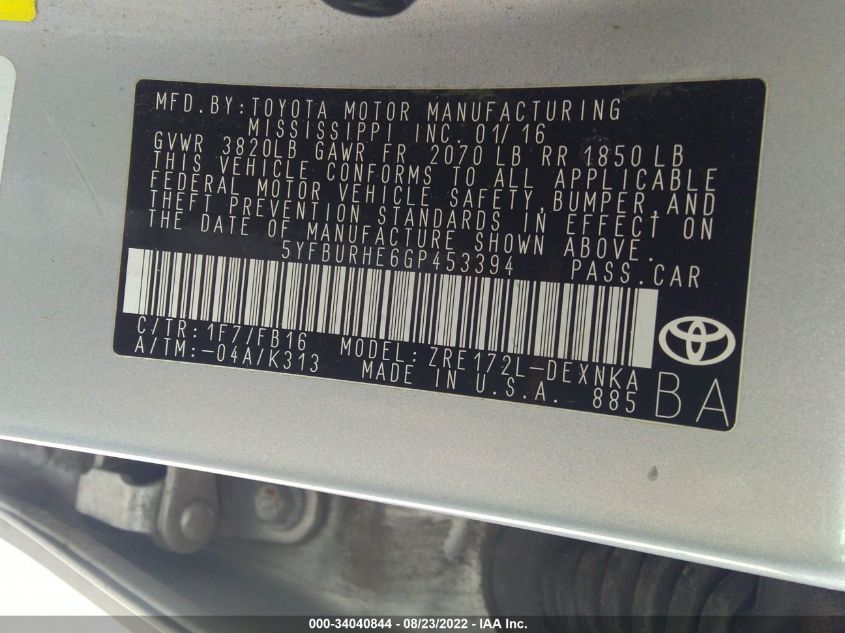 MFD.BY:TOYOTA MOTOR MANUFACTURING
MISSISSIPPI INC. 01/16
GVWR 3820LB GAWR FR 2070 LB RR 1850 LB
THIS VEHICLE CONFORMS TO ALL APPLICABLE
FEDERAL MOTOR VEHICLE SAFETY,BUMPER,AND
THEFT PREVENTION STANDARDS IN EFFECT ON
THE DATE OF MANUFACTURE SHOWN ABOVE.
5YFBURHE6GP453394 PASS.CAR
C/TR:1F7/FB16 MODEL:ZRE172L-DEXNKA
A/TM:-04A/K313 MADE IN U.S.A. 885
BA
000-34040844 - 08/23/2022 - IAA Inc.